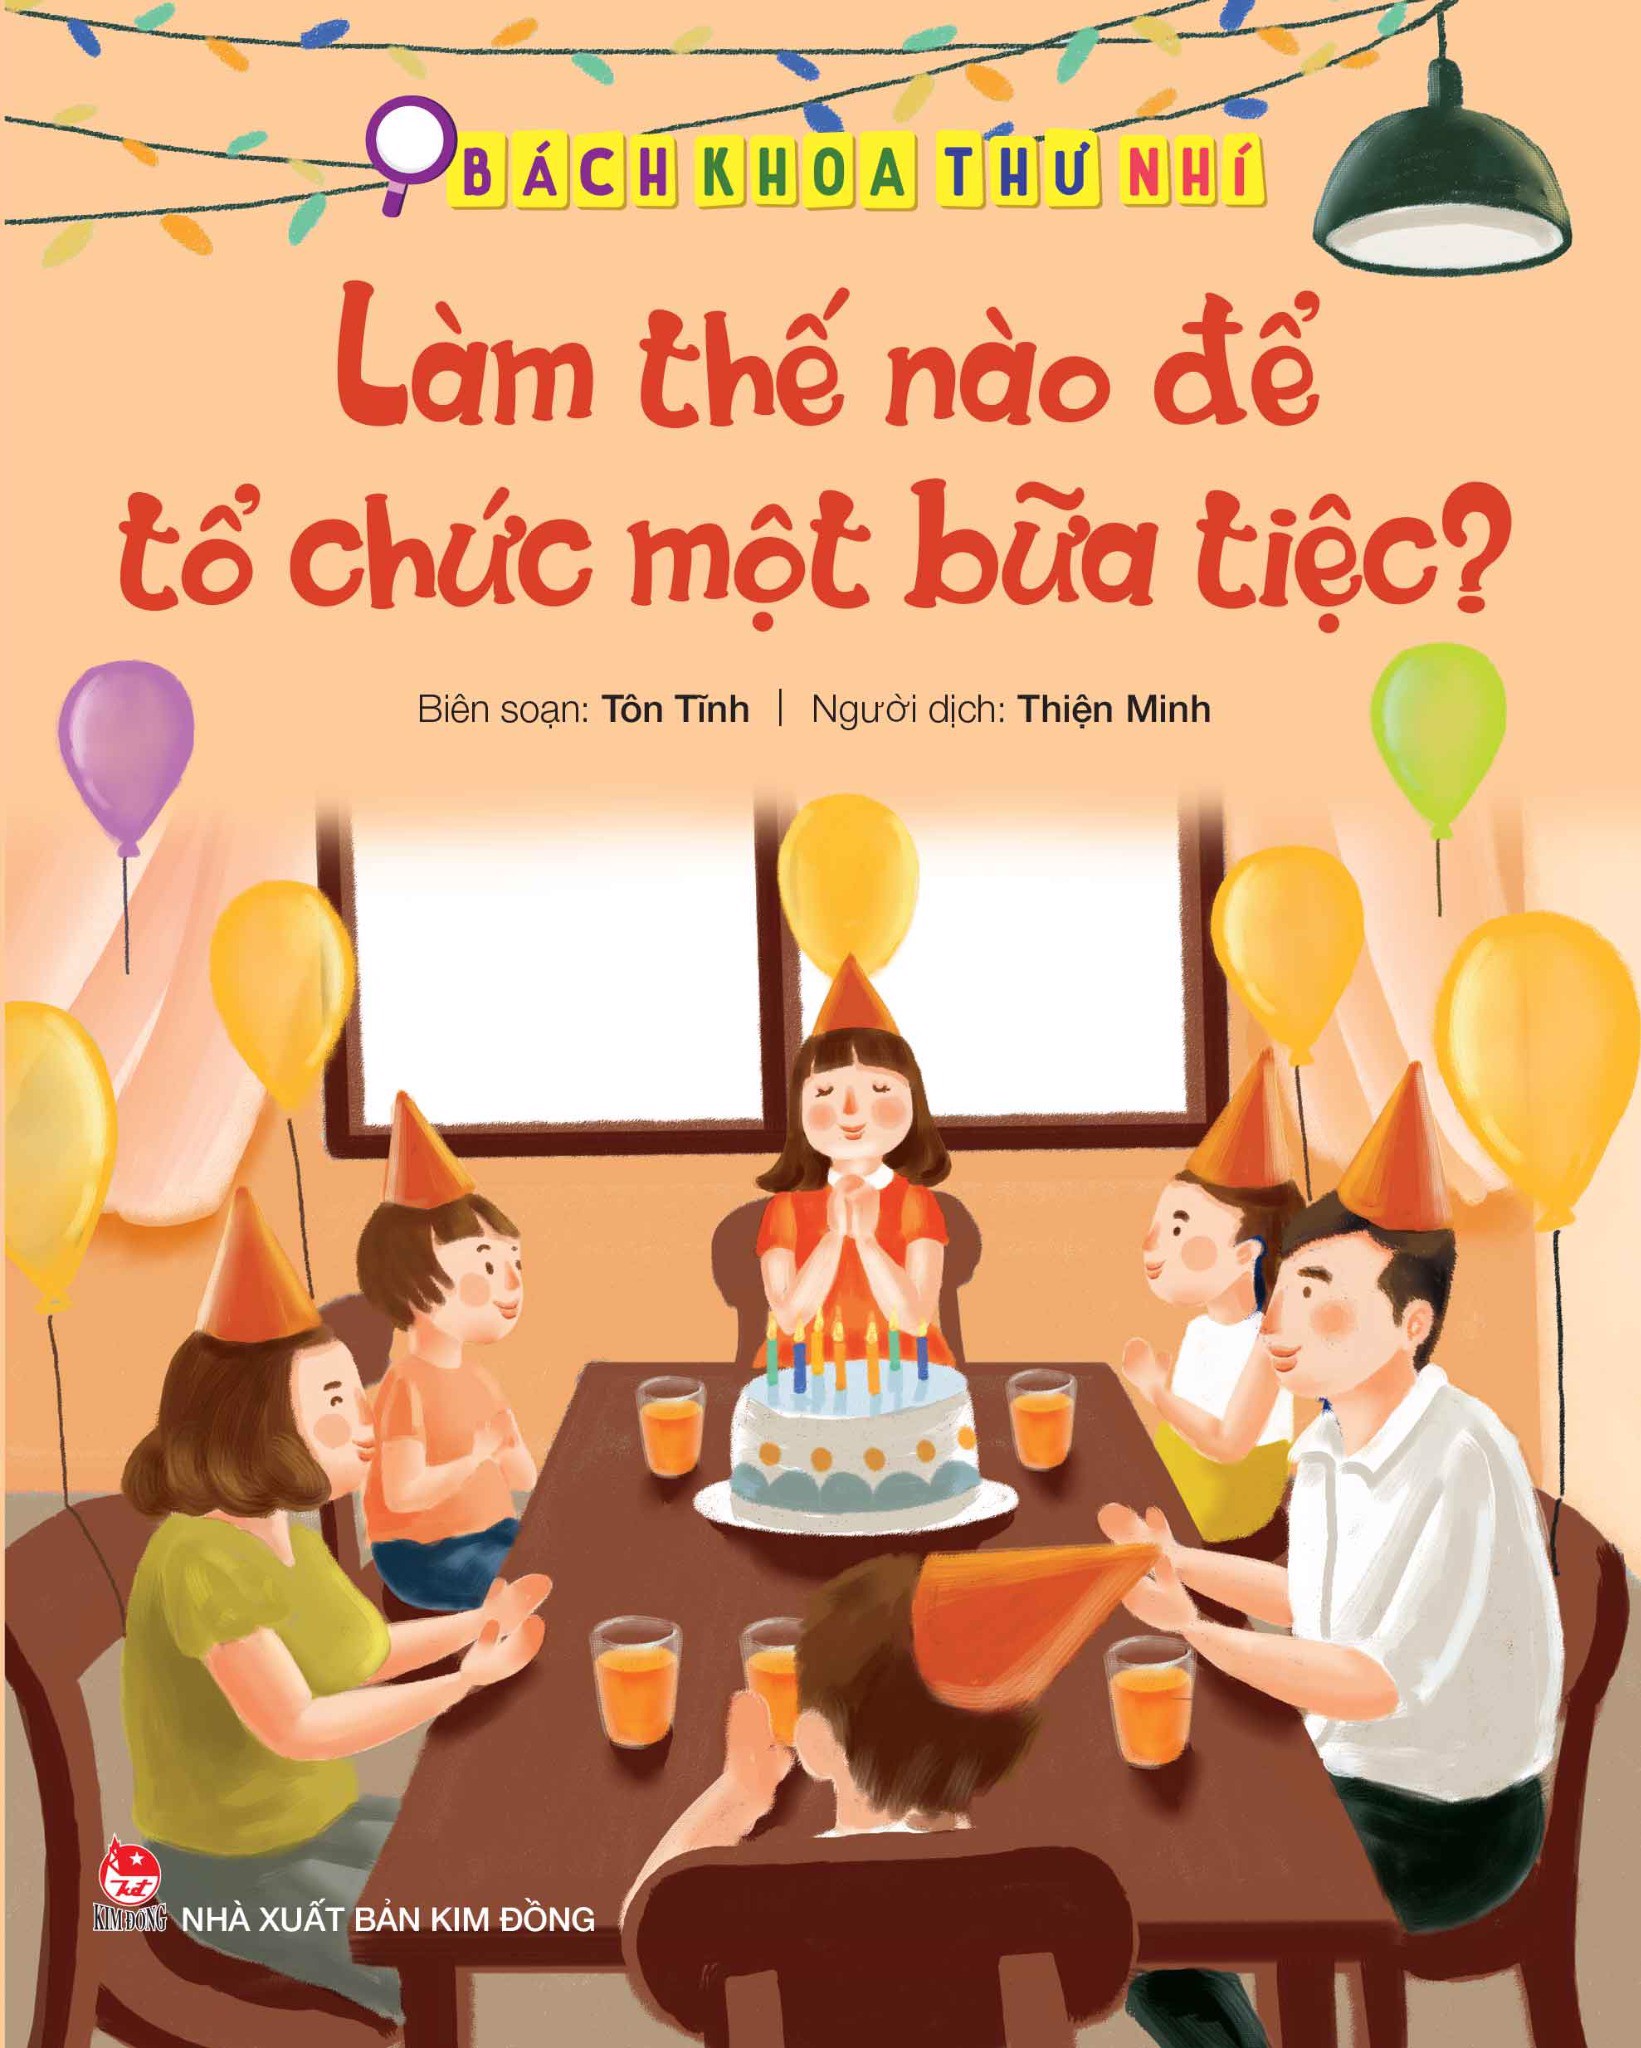 BÁCH KHOA THƯ NHÍ
Làm thế nào để
tổ chức một bữa tiệc?
Biên soạn: Tôn Tĩnh | Người dịch: Thiện Minh
kđ
KIM ĐỒNG
NHÀ XUẤT BẢN KIM ĐỒNG